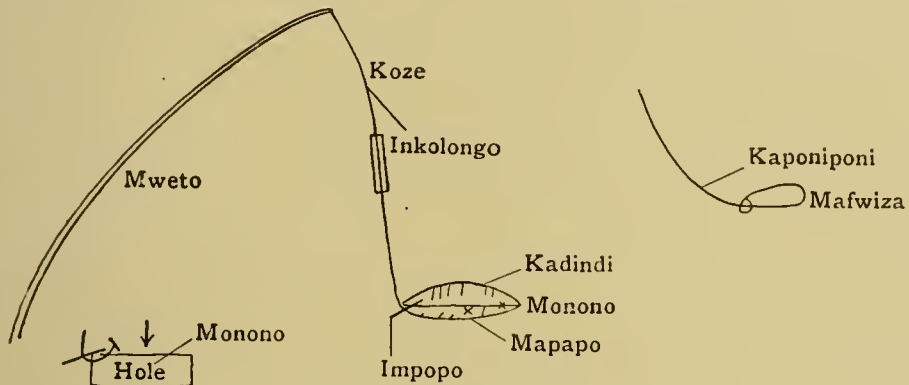 Koze
Inkolongo
Mweto
Kaponiponi
Mafwiza
Kadindi
Monono
Mapapo
Impopo
Monono
Hole